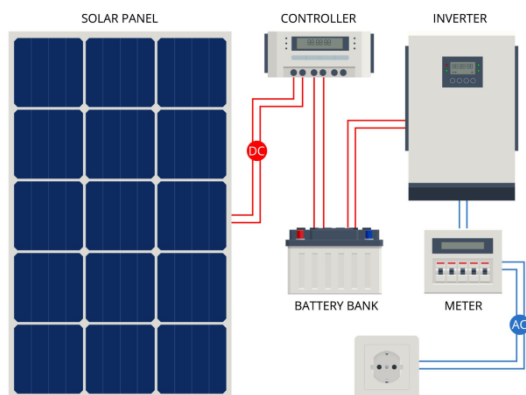 SOLAR PANEL
CONTROLLER
INVERTER
DC
BATTERY BANK
METER
AC